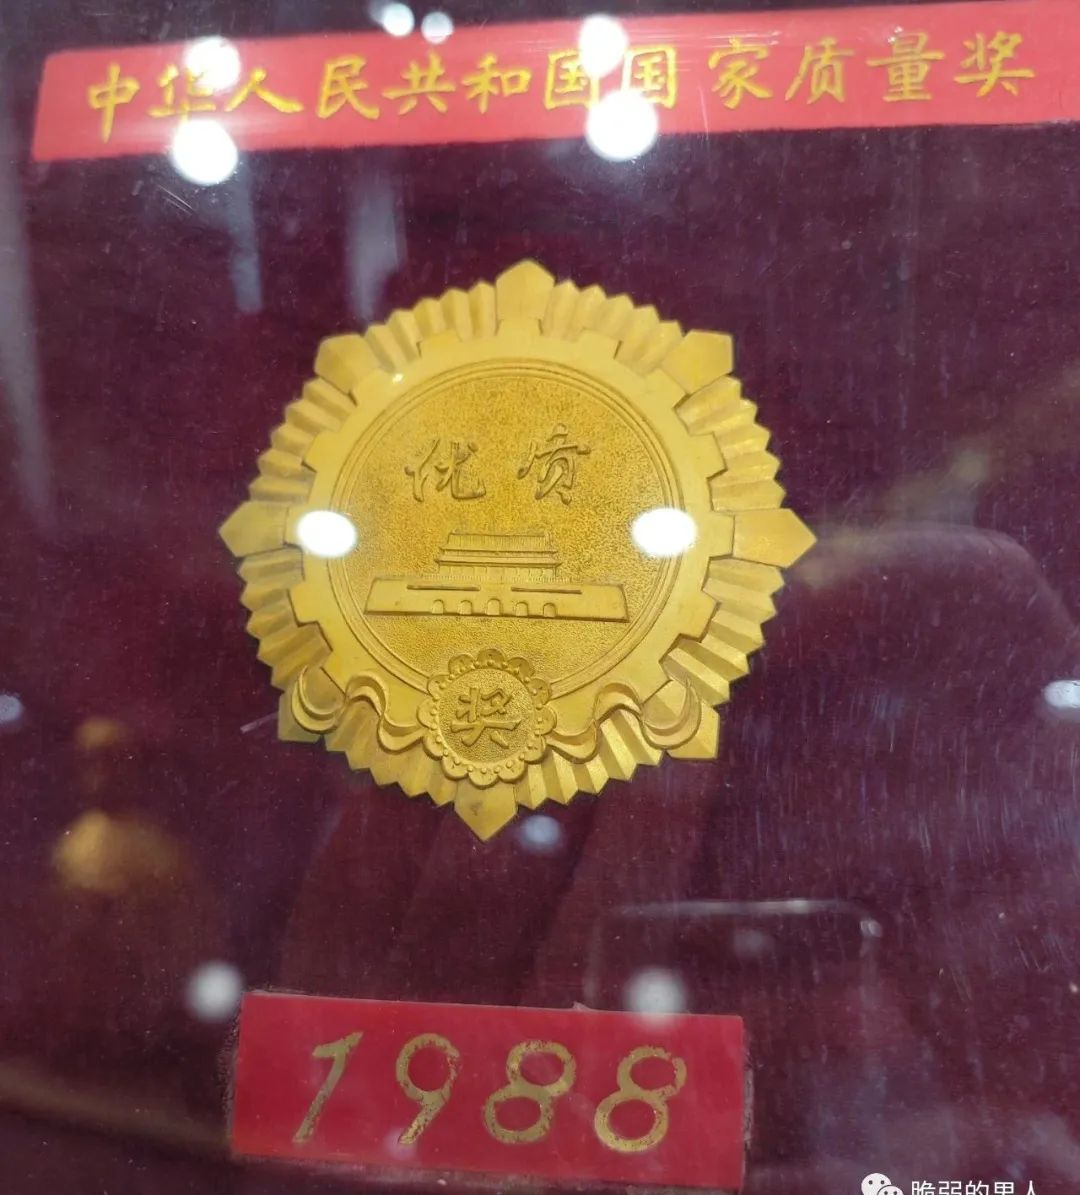 中华人民共和国国家质量奖
优质
奖
1988
脆弱的男人